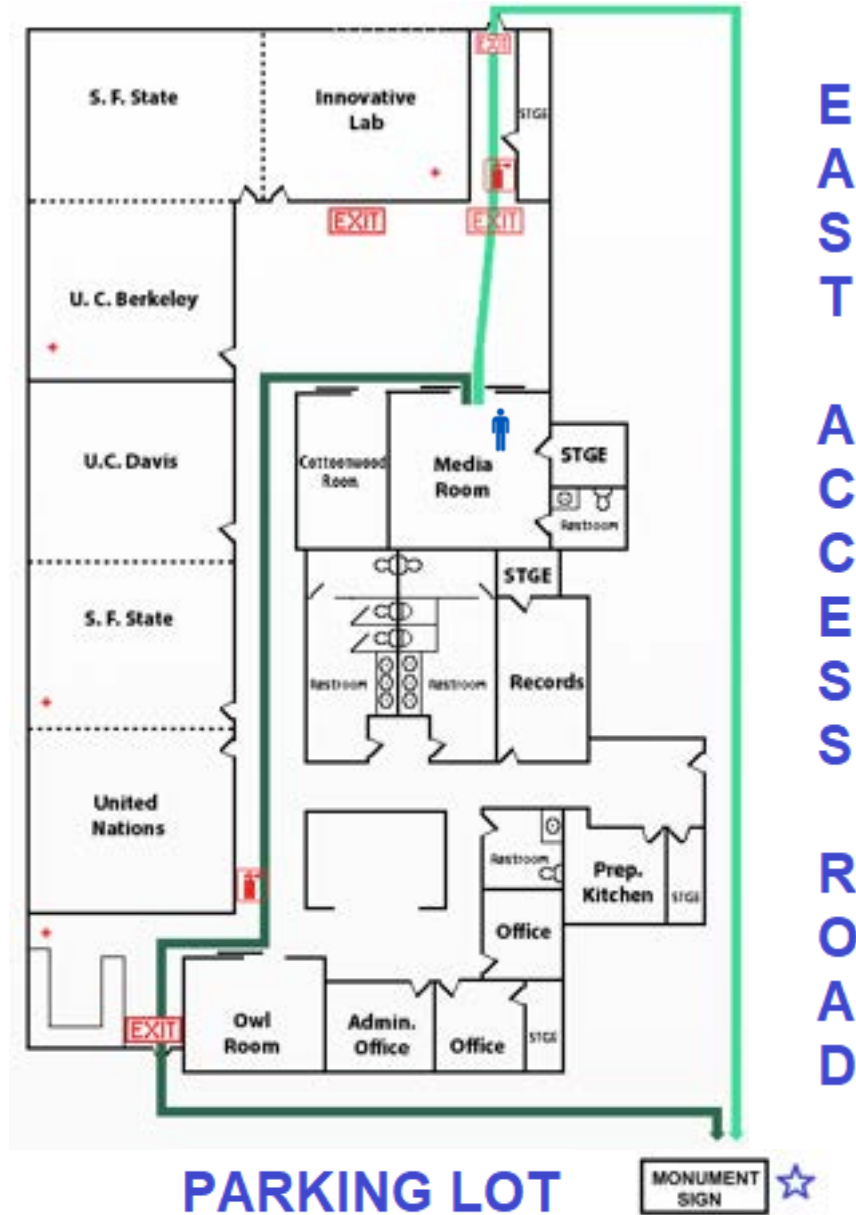 EXIT
S. F. State
Innovative
Lab
STGE
EXIT
EXIT
U. C. Berkeley
U.C. Davis
Cottonwood
Room
Media
Room
STGE
Restroom
STGE
S. F. State
Restroom
Restroom
Records
United
Nations
Restroom
Prep.
Kitchen
STGE
Office
EXIT
Owl
Room
Admin.
Office
Office
STGE
EAST ACCESS ROAD
PARKING LOT
MONUMENT
SIGN